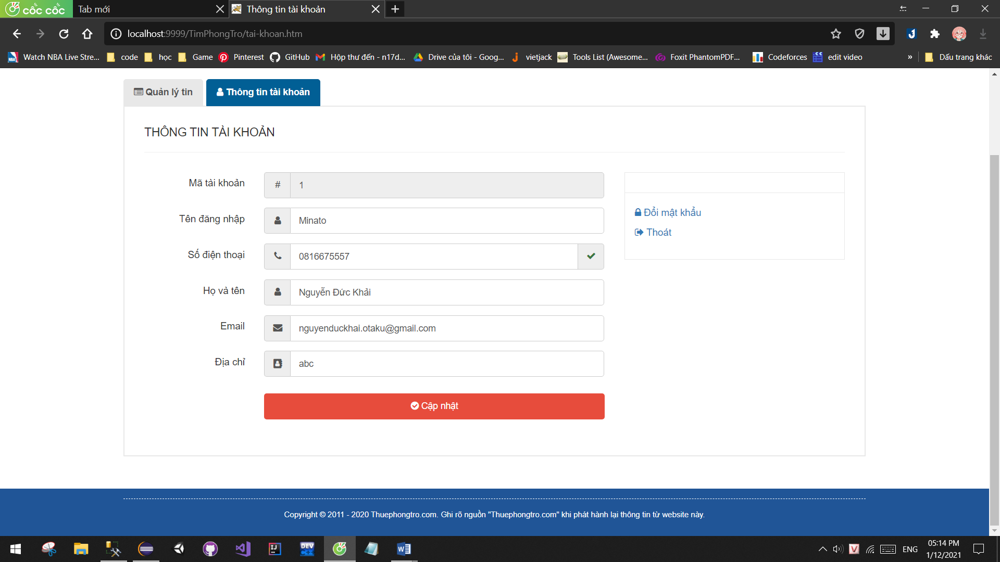 cốc cốc
Tab mới
Thông tin tài khoản
localhost:9999/TimPhongTro/tai-khoan.htm
Watch NBA Live Stre...
code
học
Game
Pinterest
GitHub
Hộp thư đến - n17d...
Drive của tôi - Goog...
vietjack
Tools List (Awesome...
Foxit PhantomPDF...
Codeforces
edit video
»
Dấu trang khác
Quản lý tin
Thông tin tài khoản
THÔNG TIN TÀI KHOẢN
Mã tài khoản
# 1
Tên đăng nhập
Minato
Số điện thoại
0816675557
Họ và tên
Nguyễn Đức Khải
Email
nguyenduckhai.otaku@gmail.com
Địa chỉ
abc
Cập nhật
Đổi mật khẩu
Thoát
Copyright © 2011 - 2020 Thuephongtro.com. Ghi rõ nguồn "Thuephongtro.com" khi phát hành lại thông tin từ website này.
ENG
05:14 PM
1/12/2021